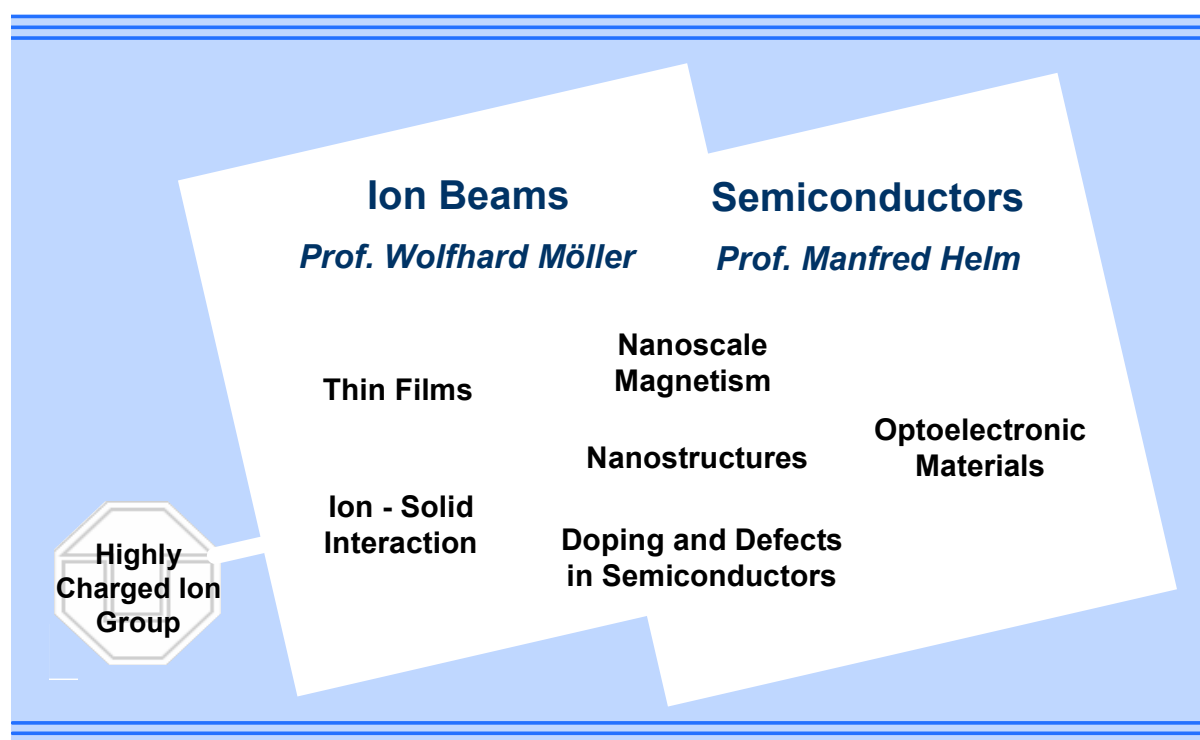 Ion Beams
Prof. Wolfhard Möller
Semiconductors
Prof. Manfred Helm
Thin Films
Ion - Solid
Interaction
Nanoscale
Magnetism
Nanostructures
Doping and Defects
in Semiconductors
Optoelectronic
Materials
Highly
Charged Ion
Group